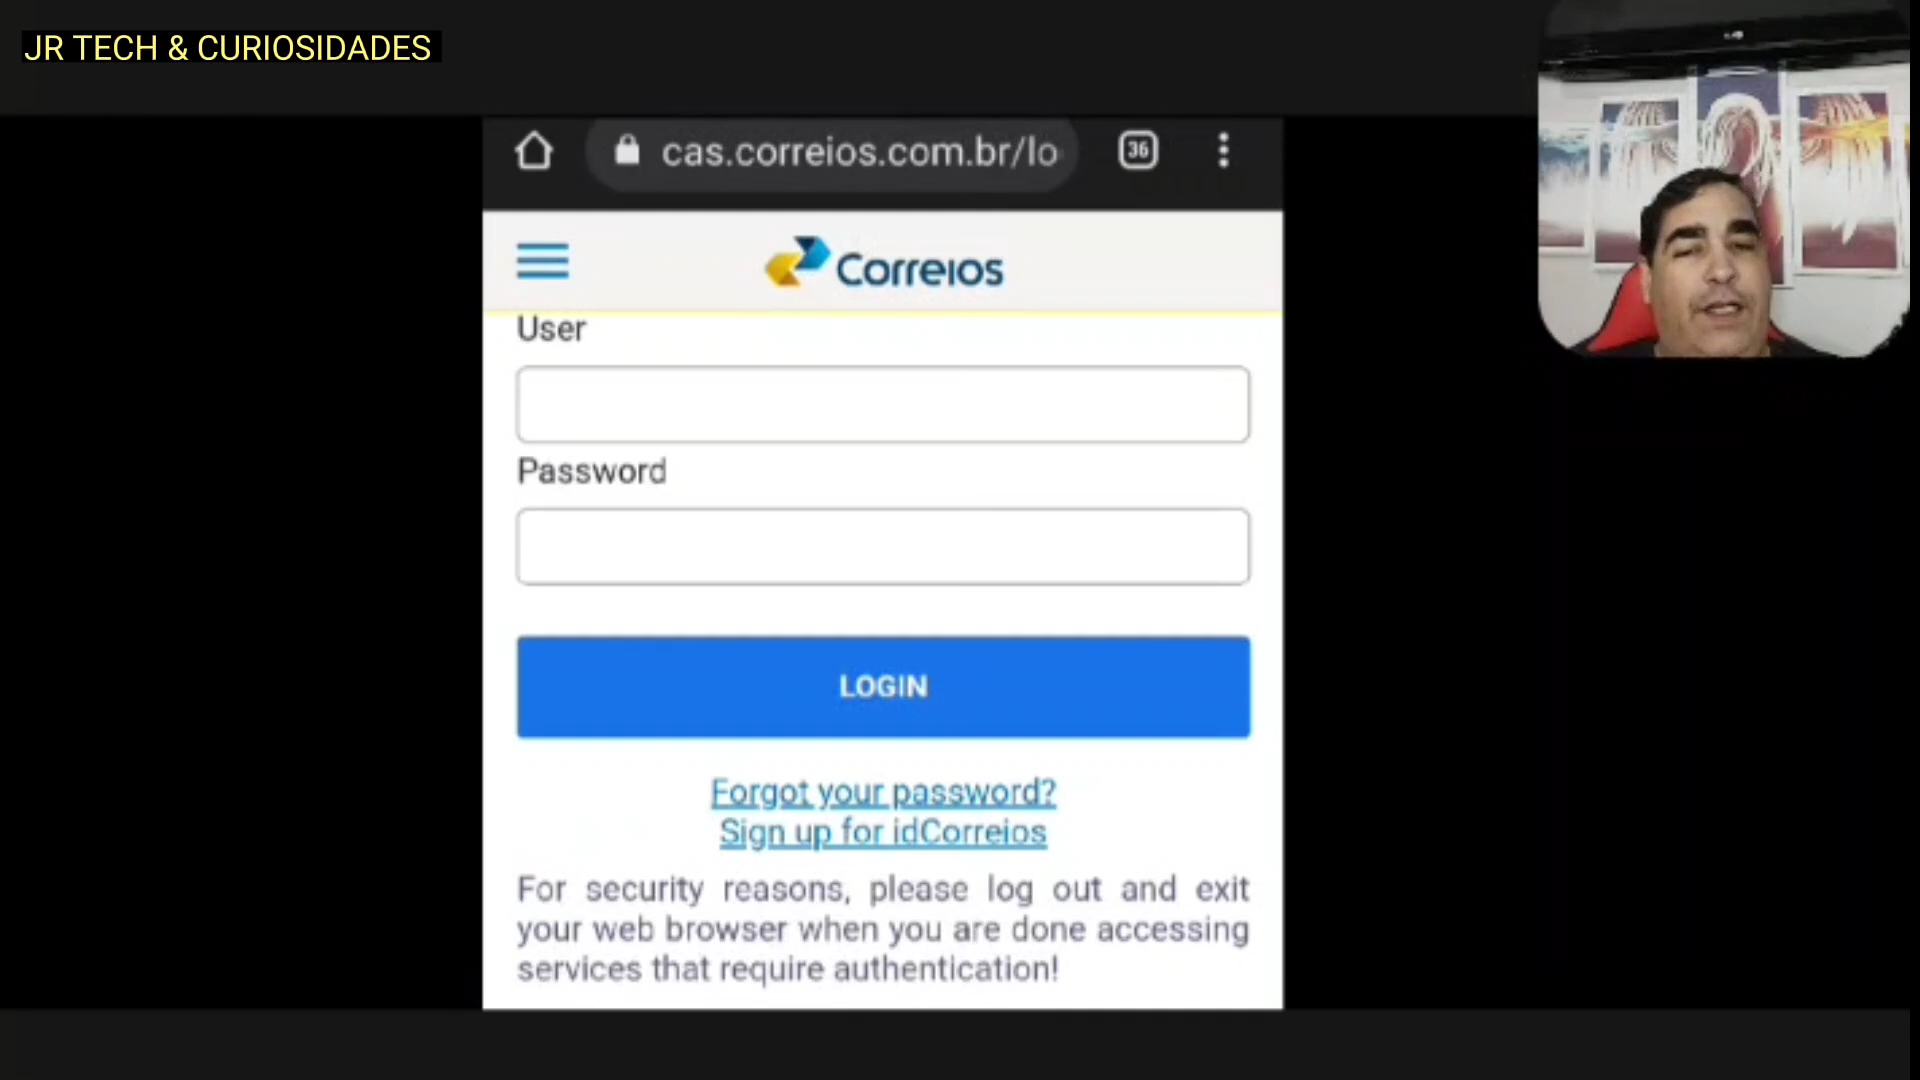 JR TECH & CURIOSIDADES
cas.correios.com.br/lo
36
Correios
User
Password
LOGIN
Forgot your password?
Sign up for idCorreios
For security reasons, please log out and exit
your web browser when you are done accessing
services that require authentication!